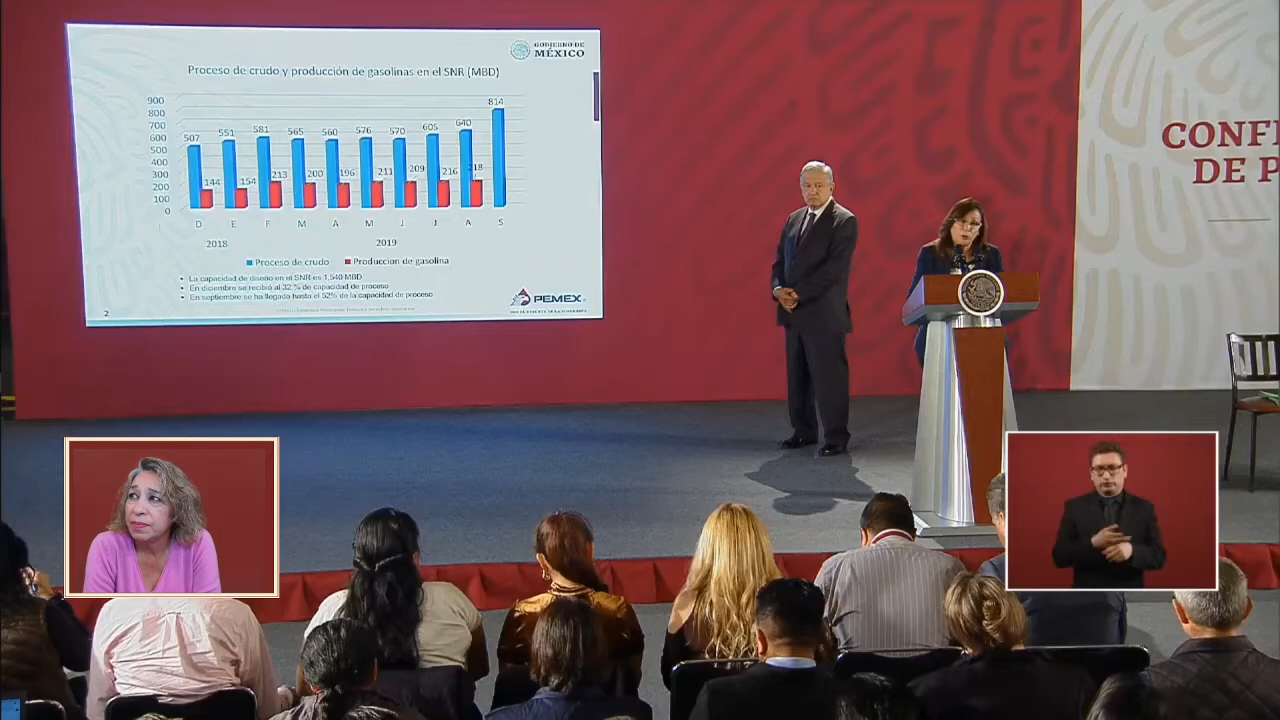 GOBIERNO DE
MÉXICO
Proceso de crudo y producción de gasolinas en el SNR (MBD)
900
800
700
600
500
400
300
200
100
0
507 551 581 565 560 576 570 605 640 814
144 154 213 200 196 211 209 216 218
D E F M A M J J A S
2018 2019
Proceso de crudo Produccion de gasolina
• La capacidad de diseño en el SNR es 1,540 MBD
• En diciembre se recibió al 32 % de capacidad de proceso
• En septiembre se ha llegado hasta el 52% de la capacidad de proceso
2
PEMEX
CONF
DE P